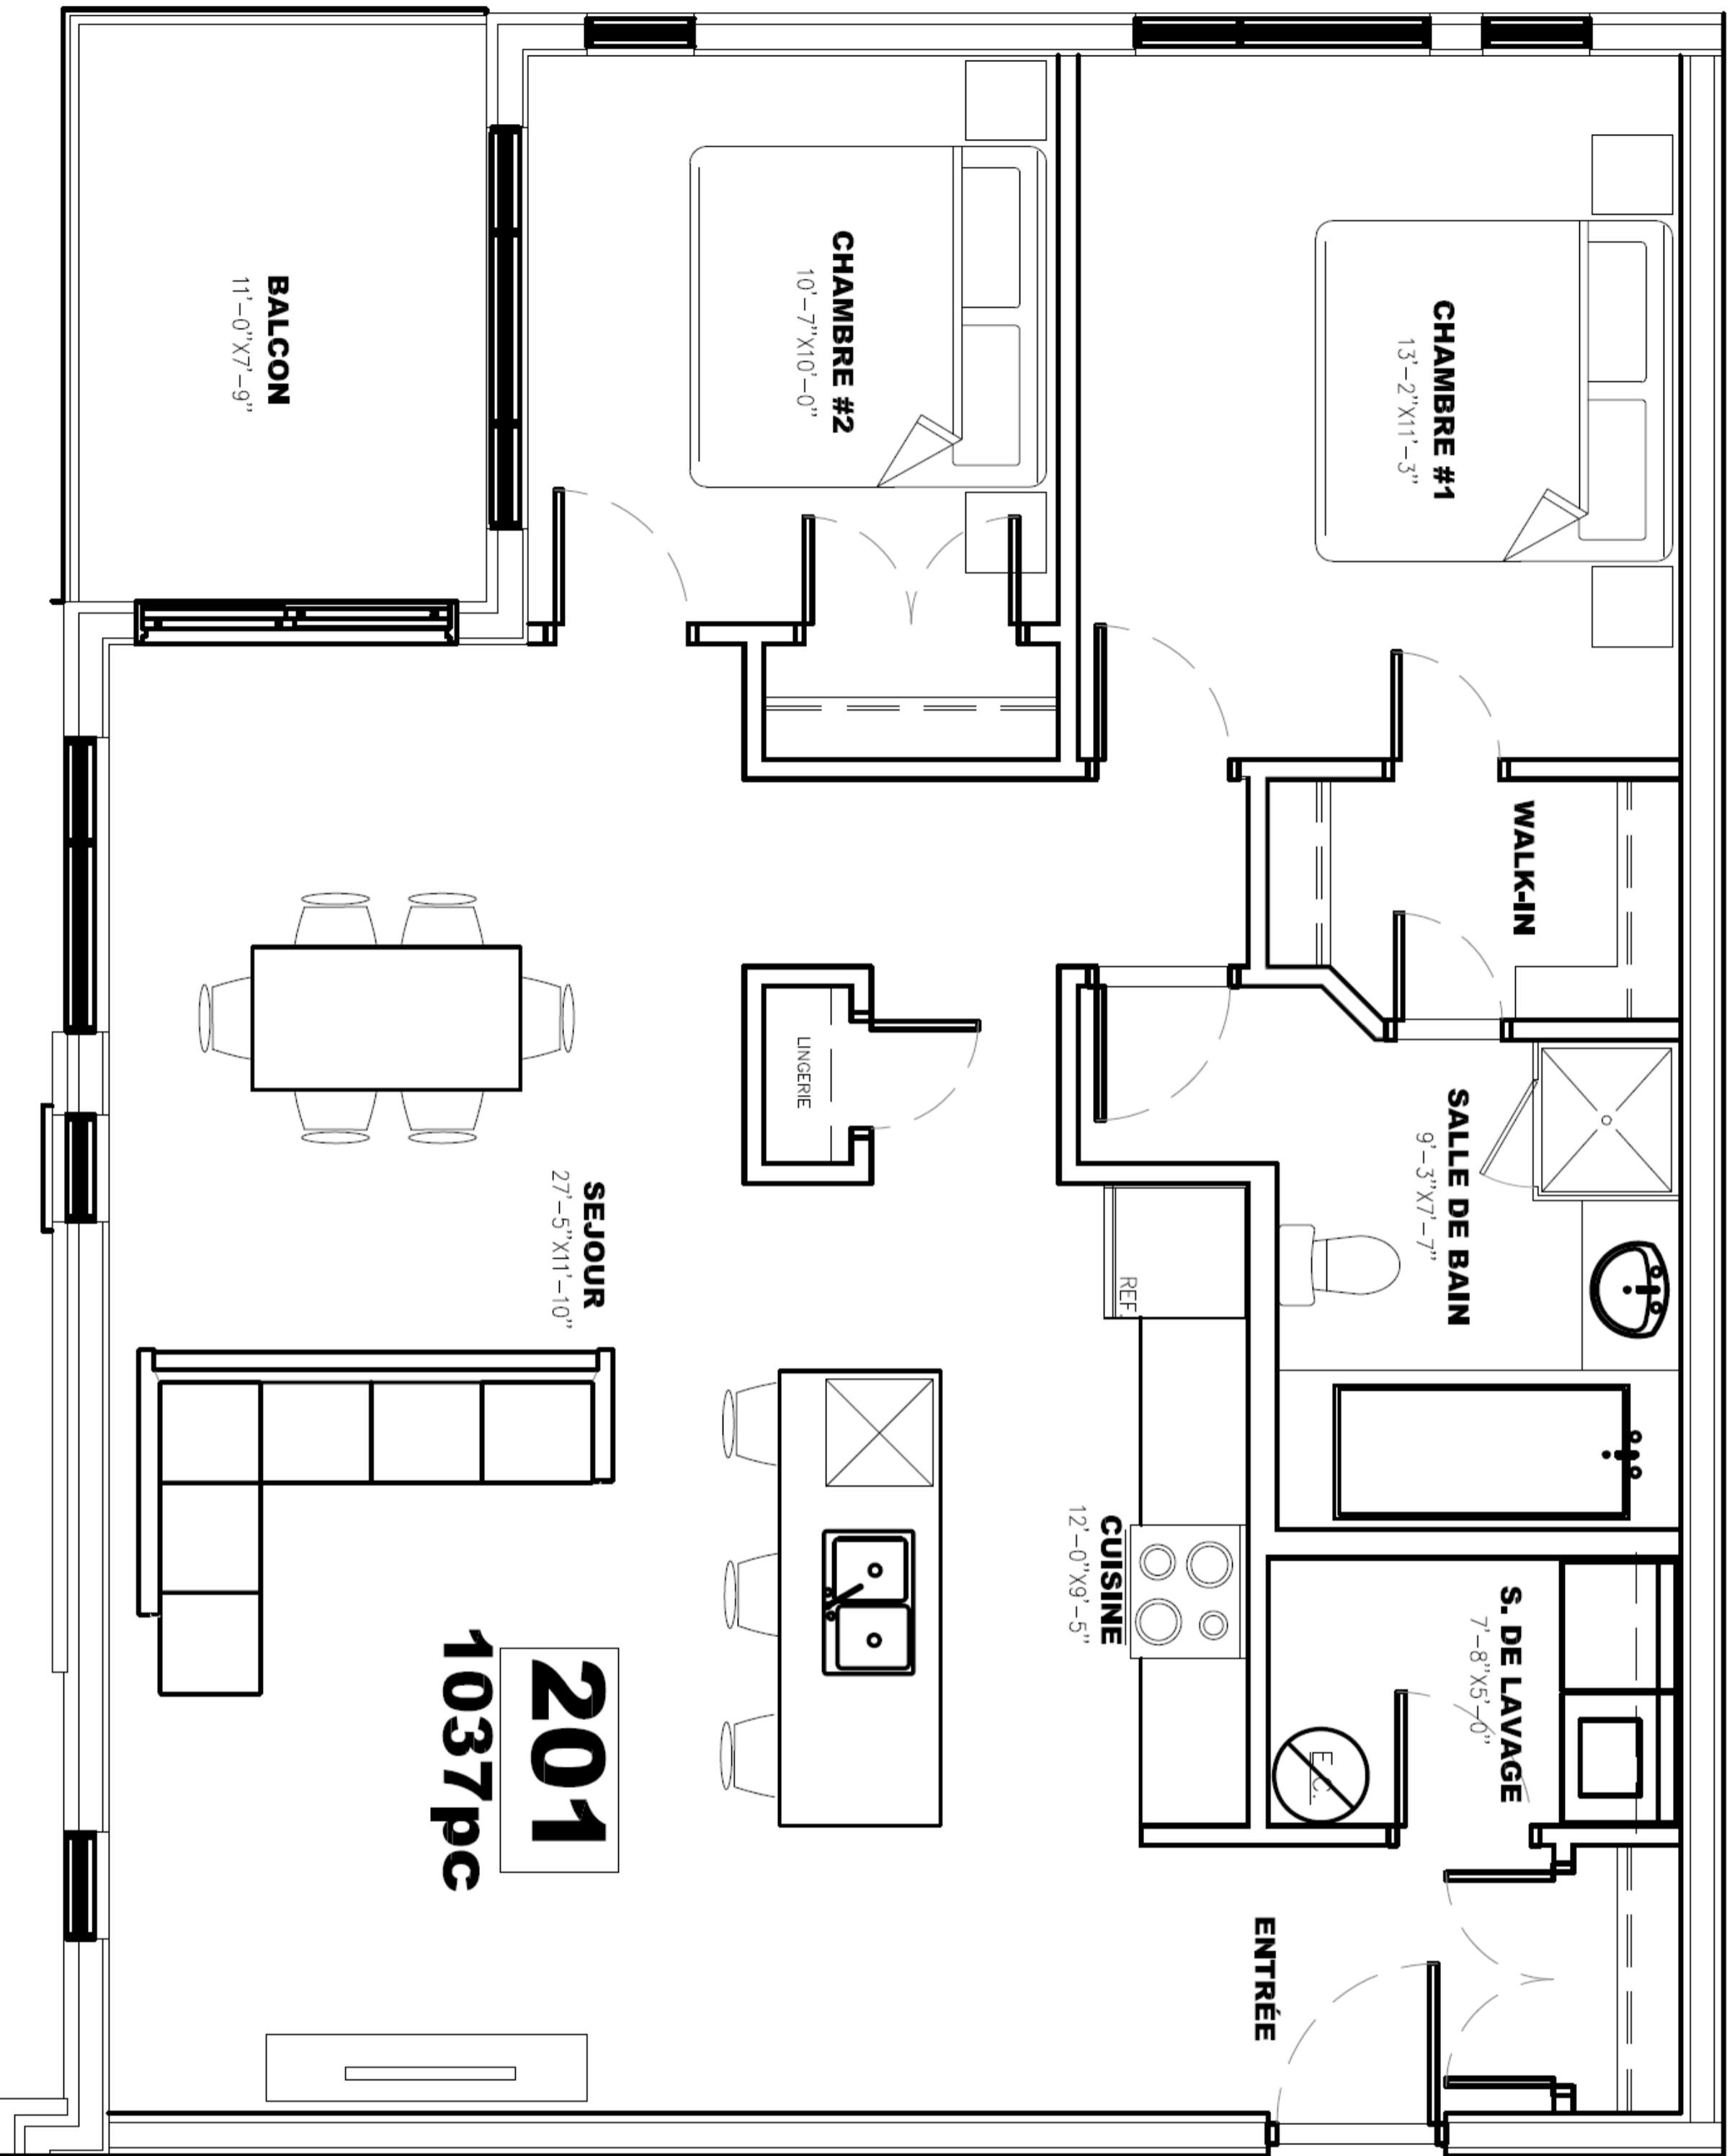 CHAMBRE #1
13'-2"X11'-3"
WALK-IN
SALLE DE BAIN
9'-3"X7'-7"
S. DE LAVAGE
7'-8"X5'-0"
E.C.
ENTRÉE
CHAMBRE #2
10'-7"X10'-0"
LINGERIE
REF.
CUISINE
12'-0"X9'-5"
BALCON
11'-0"X7'-9"
SEJOUR
27'-5"X11'-10"
201
1037pc